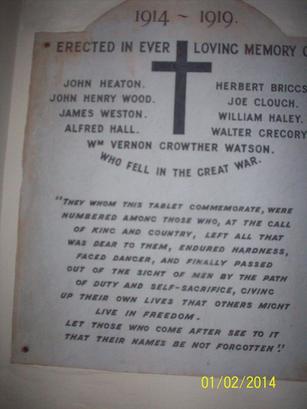 1914 ~ 1919.
ERECTED IN EVER LOVING MEMORY O
JOHN HEATON. HERBERT BRIGGS
JOHN HENRY WOOD. JOE CLOUGH.
JAMES WESTON. WILLIAM HALEY.
ALFRED HALL. WALTER GREGORY
WM VERNON CROWTHER WATSON.
WHO FELL IN THE GREAT WAR.
"THEY WHOM THIS TABLET COMMEMORATE, WERE
NUMBERED AMONG THOSE WHO, AT THE CALL
OF KING AND COUNTRY, LEFT ALL THAT
WAS DEAR TO THEM, ENDURED HARDNESS,
FACED DANGER, AND FINALLY PASSED
OUT OF THE SIGHT OF MEN BY THE PATH
OF DUTY AND SELF-SACRIFICE, GIVING
UP THEIR OWN LIVES THAT OTHERS MIGHT
LIVE IN FREEDOM.
LET THOSE WHO COME AFTER SEE TO IT
THAT THEIR NAMES BE NOT FORGOTTEN."
01/02/2014